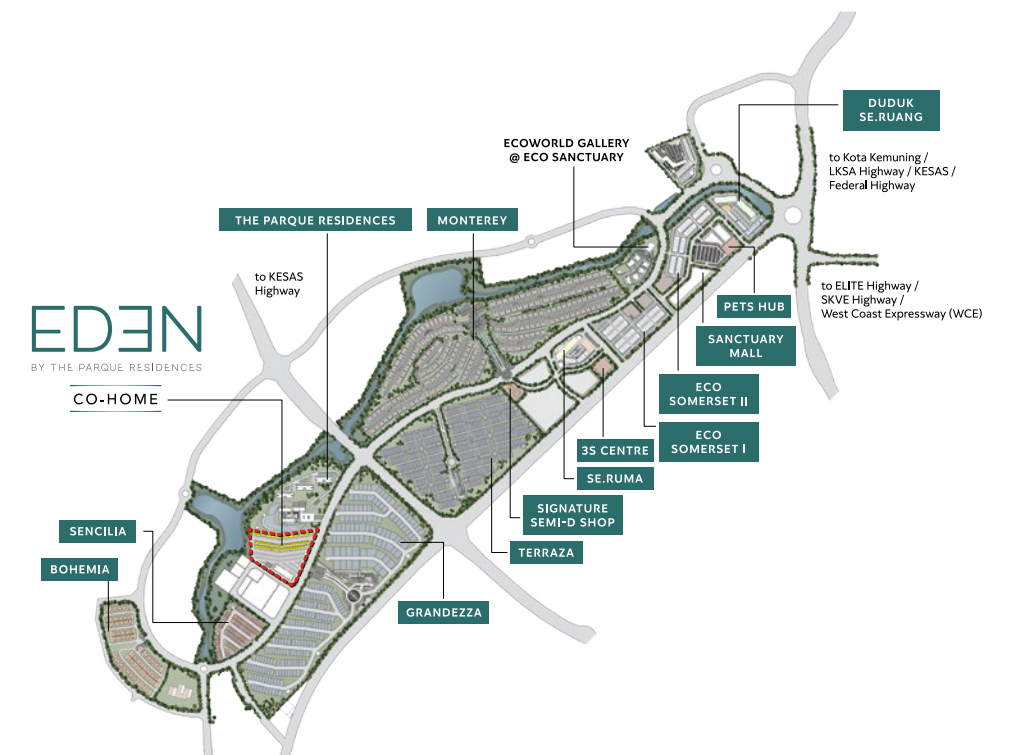 DUDUK
SE.RUANG
ECOWORLD GALLERY
@ ECO SANCTUARY
to Kota Kemuning /
LKSA Highway / KESAS /
Federal Highway
THE PARQUE RESIDENCES
MONTEREY
to KESAS
Highway
to ELITE Highway /
SKVE Highway /
West Coast Expressway (WCE)
PETS HUB
EDEN
BY THE PARQUE RESIDENCES
CO-HOME
SANCTUARY
MALL
ECO
SOMERSET II
ECO
SOMERSET I
3S CENTRE
SE.RUMA
SIGNATURE
SEMI-D SHOP
SENCILIA
TERRAZA
BOHEMIA
GRANDEZZA